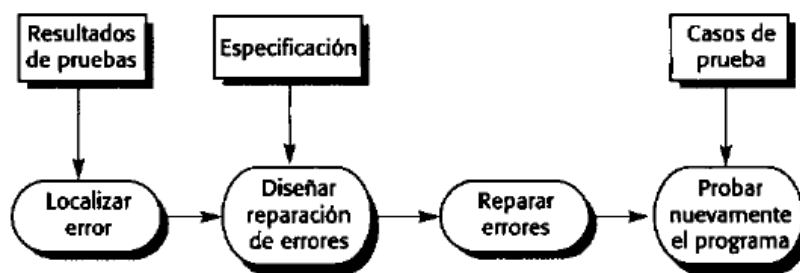 Resultados
de pruebas
Especificación
Casos de
prueba
Localizar
error
Diseñar
reparación
de errores
Reparar
errores
Probar
nuevamente
el programa